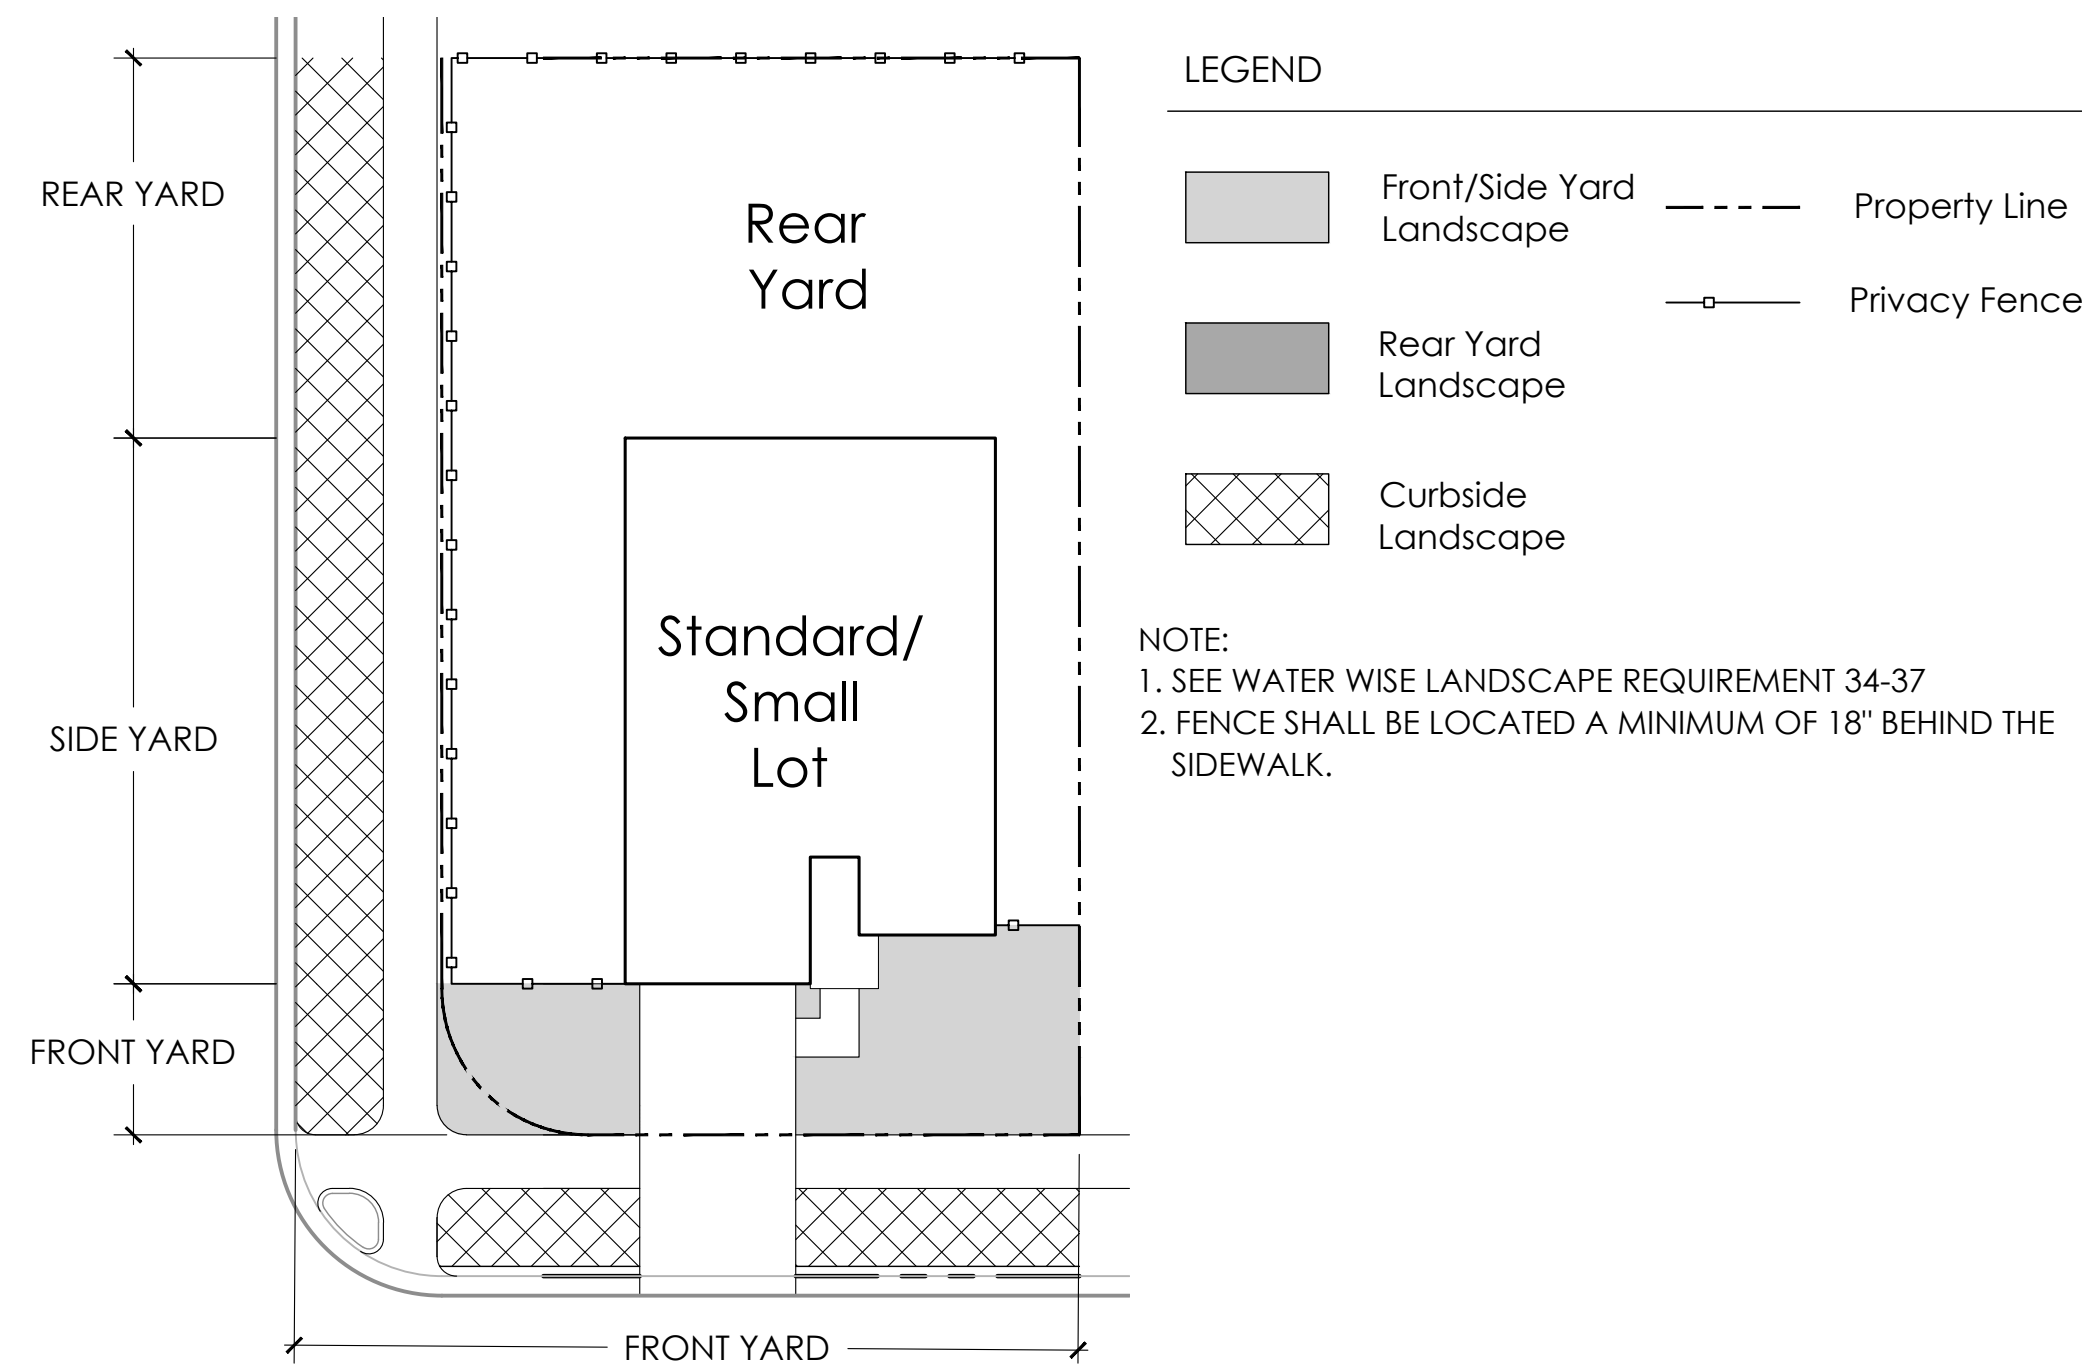 REAR YARD
SIDE YARD
FRONT YARD
Rear
Yard
Standard/
Small
Lot
FRONT YARD
LEGEND
Front/Side Yard
Landscape
Property Line
Privacy Fence
Rear Yard
Landscape
Curbside
Landscape
NOTE:
1. SEE WATER WISE LANDSCAPE REQUIREMENT 34-37
2. FENCE SHALL BE LOCATED A MINIMUM OF 18" BEHIND THE
SIDEWALK.